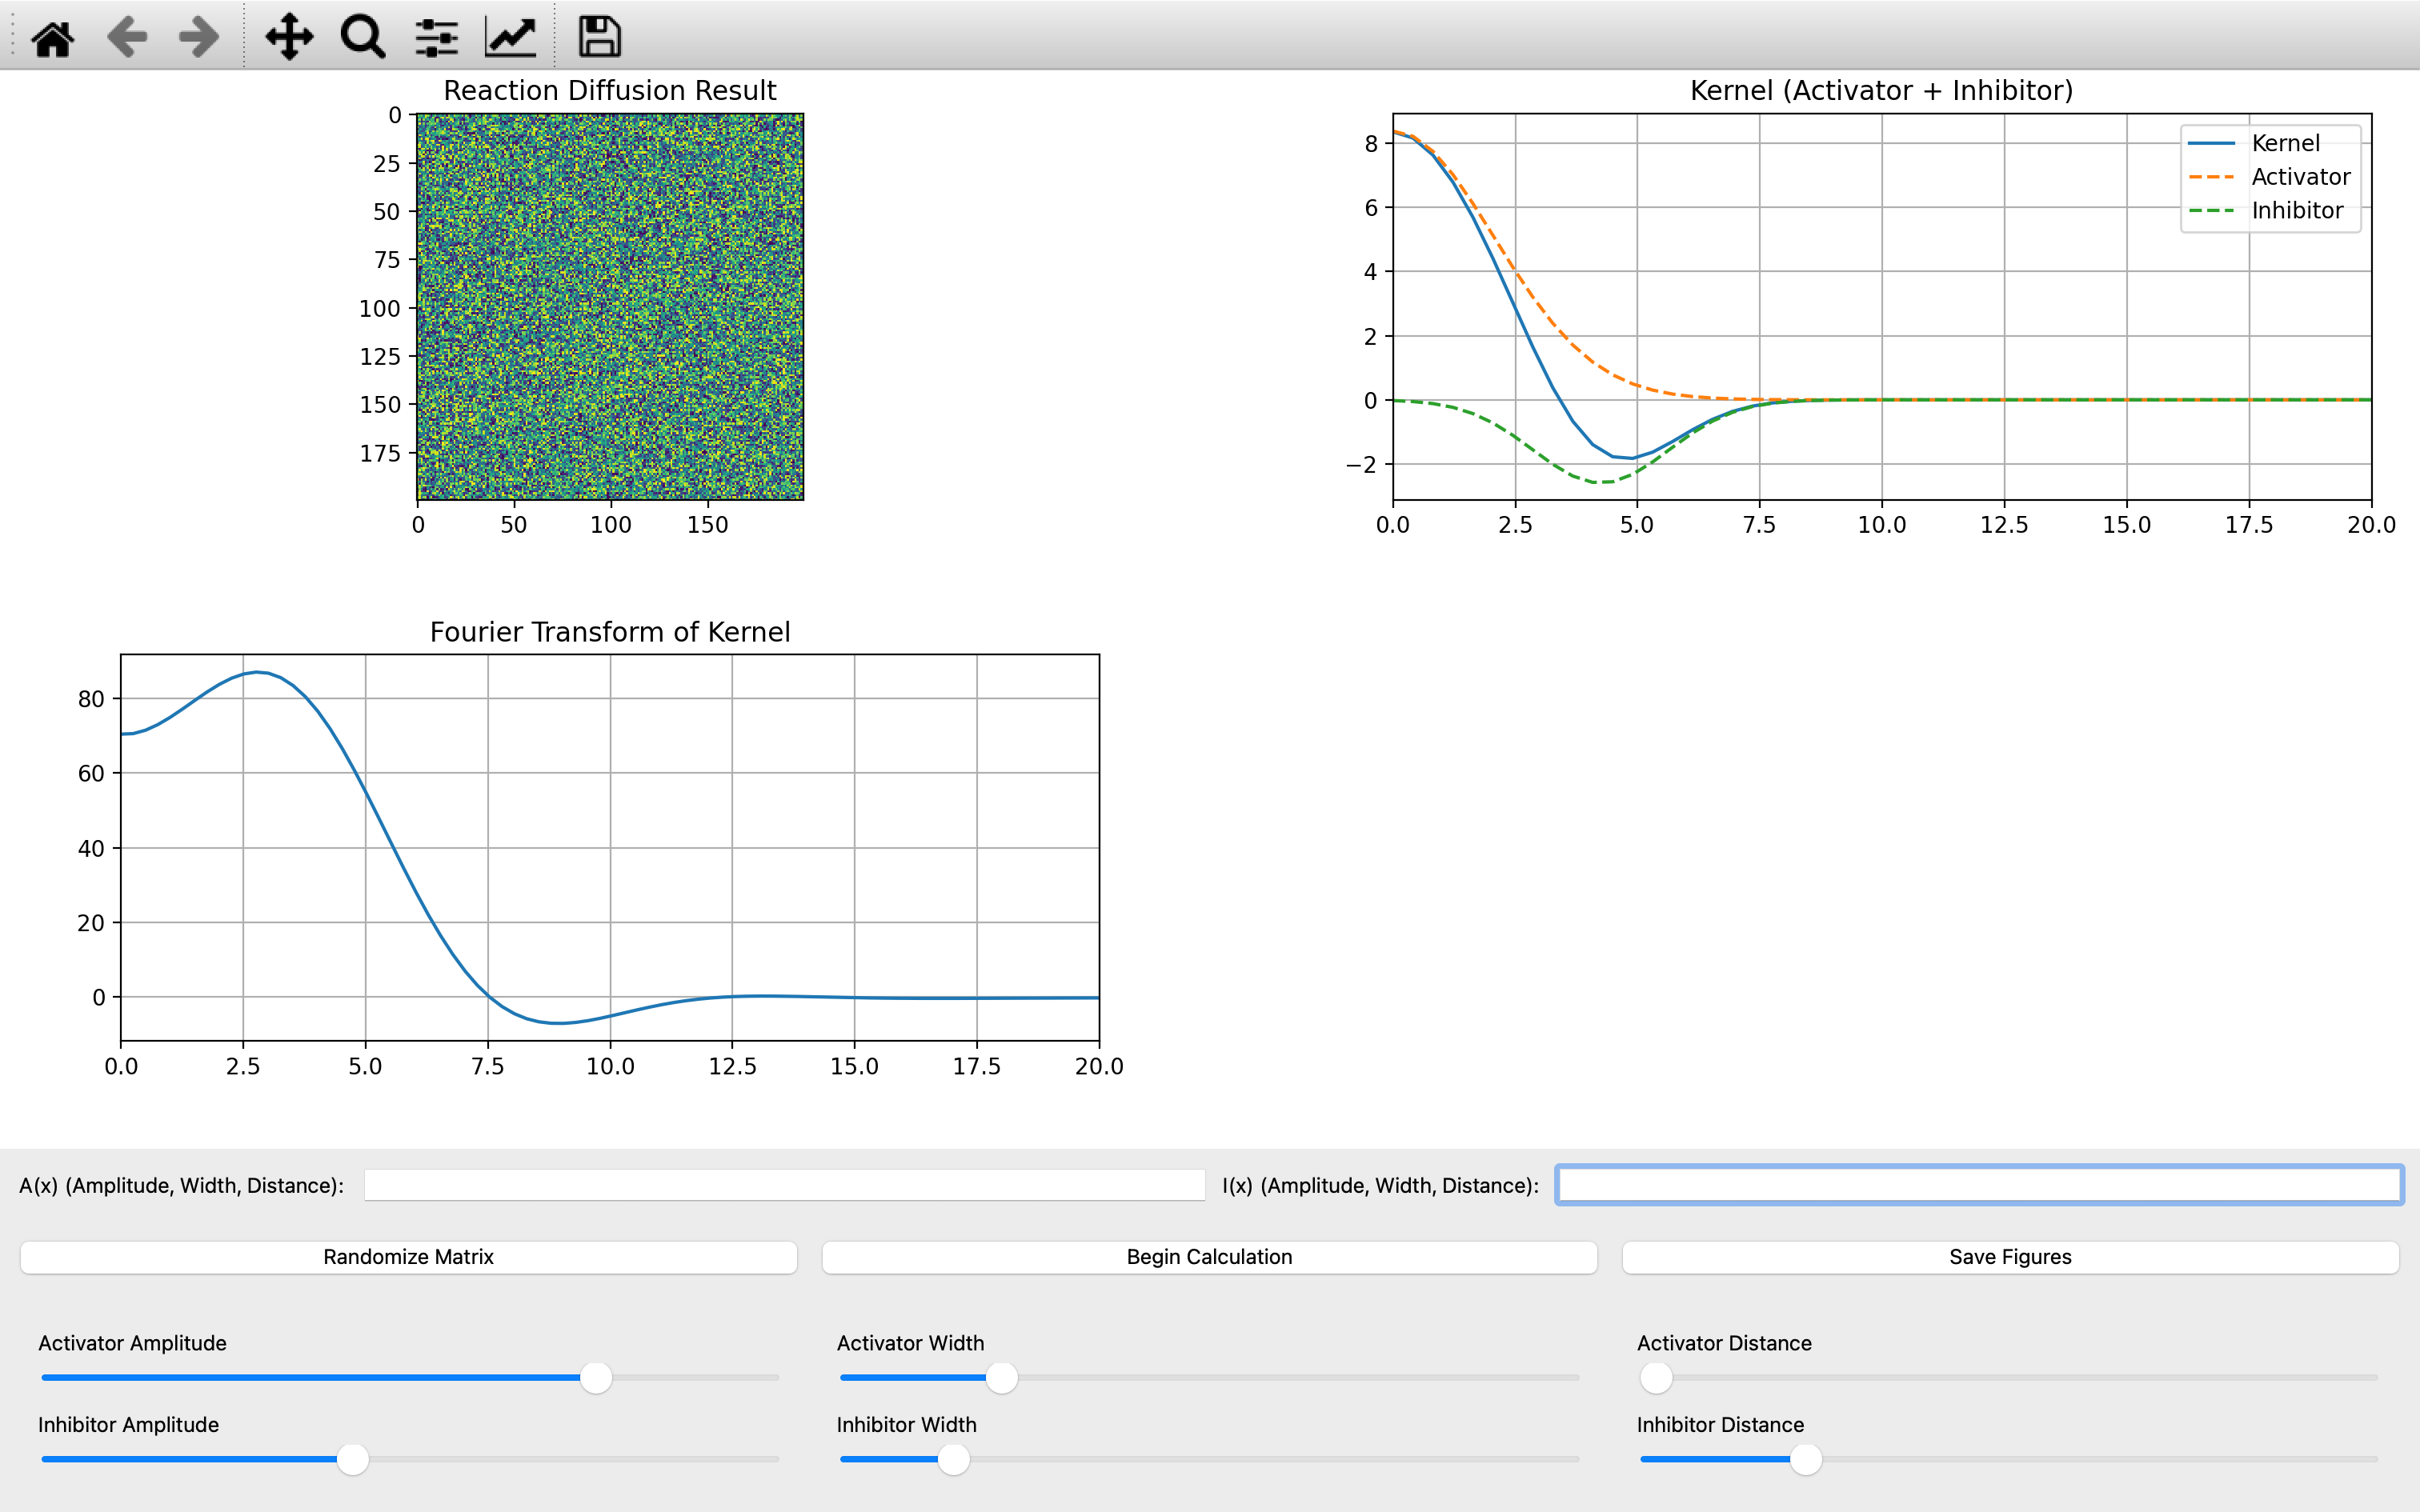 Reaction Diffusion Result
0
25
50
75
100
125
150
175
0 50 100 150
Kernel (Activator + Inhibitor)
8
6
4
2
0
−2
0.0 2.5 5.0 7.5 10.0 12.5 15.0 17.5 20.0
Kernel
Activator
Inhibitor
Fourier Transform of Kernel
80
60
40
20
0
0.0 2.5 5.0 7.5 10.0 12.5 15.0 17.5 20.0
A(x) (Amplitude, Width, Distance): I(x) (Amplitude, Width, Distance):
Randomize Matrix Begin Calculation Save Figures
Activator Amplitude Activator Width Activator Distance
Inhibitor Amplitude Inhibitor Width Inhibitor Distance